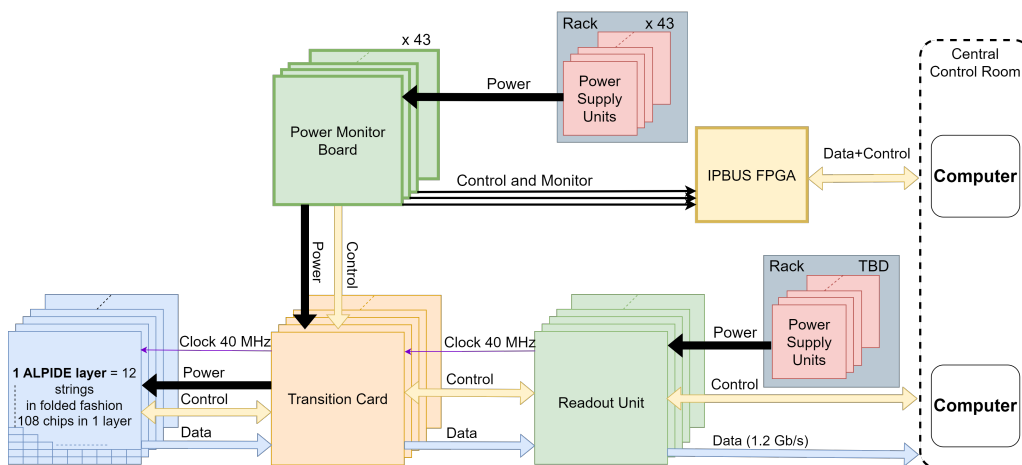 x 43
Rack
x 43
Power
Supply
Units
Power
Power Monitor
Board
Control and Monitor
IPBUS FPGA
Data+Control
Central
Control Room
Computer
Power
Control
Rack
TBD
Power
Supply
Units
Power
Clock 40 MHz
Clock 40 MHz
1 ALPIDE layer = 12
strings
in folded fashion
108 chips in 1 layer
Power
Control
Data
Transition Card
Control
Data
Readout Unit
Control
Data (1.2 Gb/s)
Computer